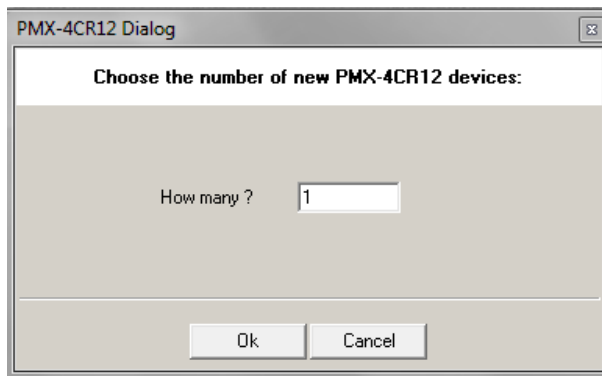 PMX-4CR12 Dialog
Choose the number of new PMX-4CR12 devices:
How many ? 1
Ok Cancel